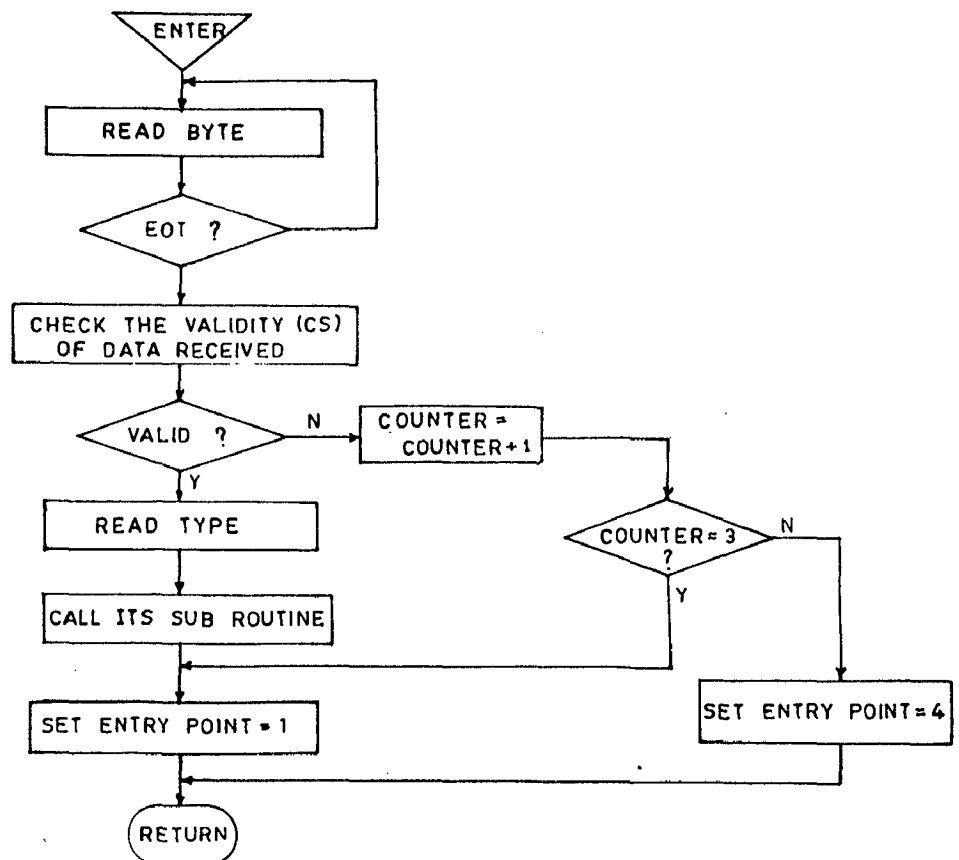 ENTER
READ BYTE
EOT ?
CHECK THE VALIDITY (CS)
OF DATA RECEIVED
VALID ?
N
COUNTER =
COUNTER+1
Y
READ TYPE
COUNTER=3
?
N
Y
CALL ITS SUB ROUTINE
SET ENTRY POINT=1
SET ENTRY POINT=4
RETURN